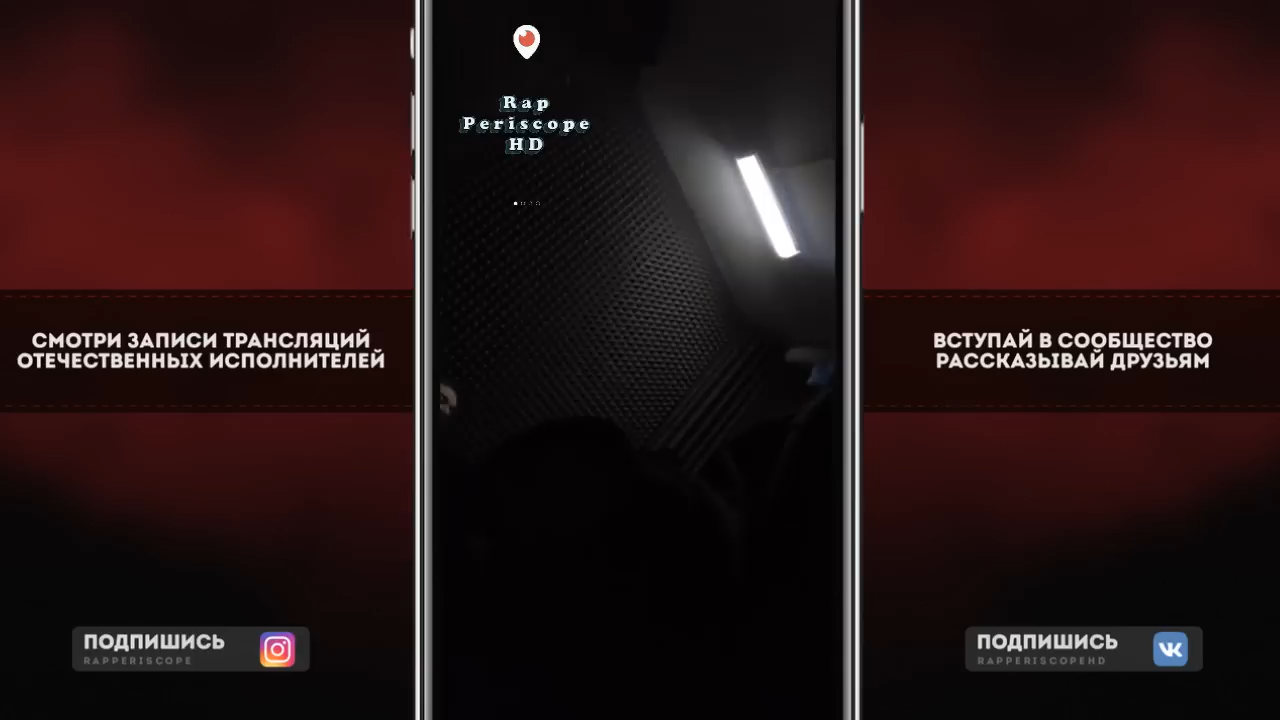 Rap
Periscope
HD
СМОТРИ ЗАПИСИ ТРАНСЛЯЦИЙ
ОТЕЧЕСТВЕННЫХ ИСПОЛНИТЕЛЕЙ
ВСТУПАЙ В СООБЩЕСТВО
РАССКАЗЫВАЙ ДРУЗЬЯМ
ПОДПИШИСЬ
RAPPERISCOPE
ПОДПИШИСЬ
RAPPERISCOPEHD